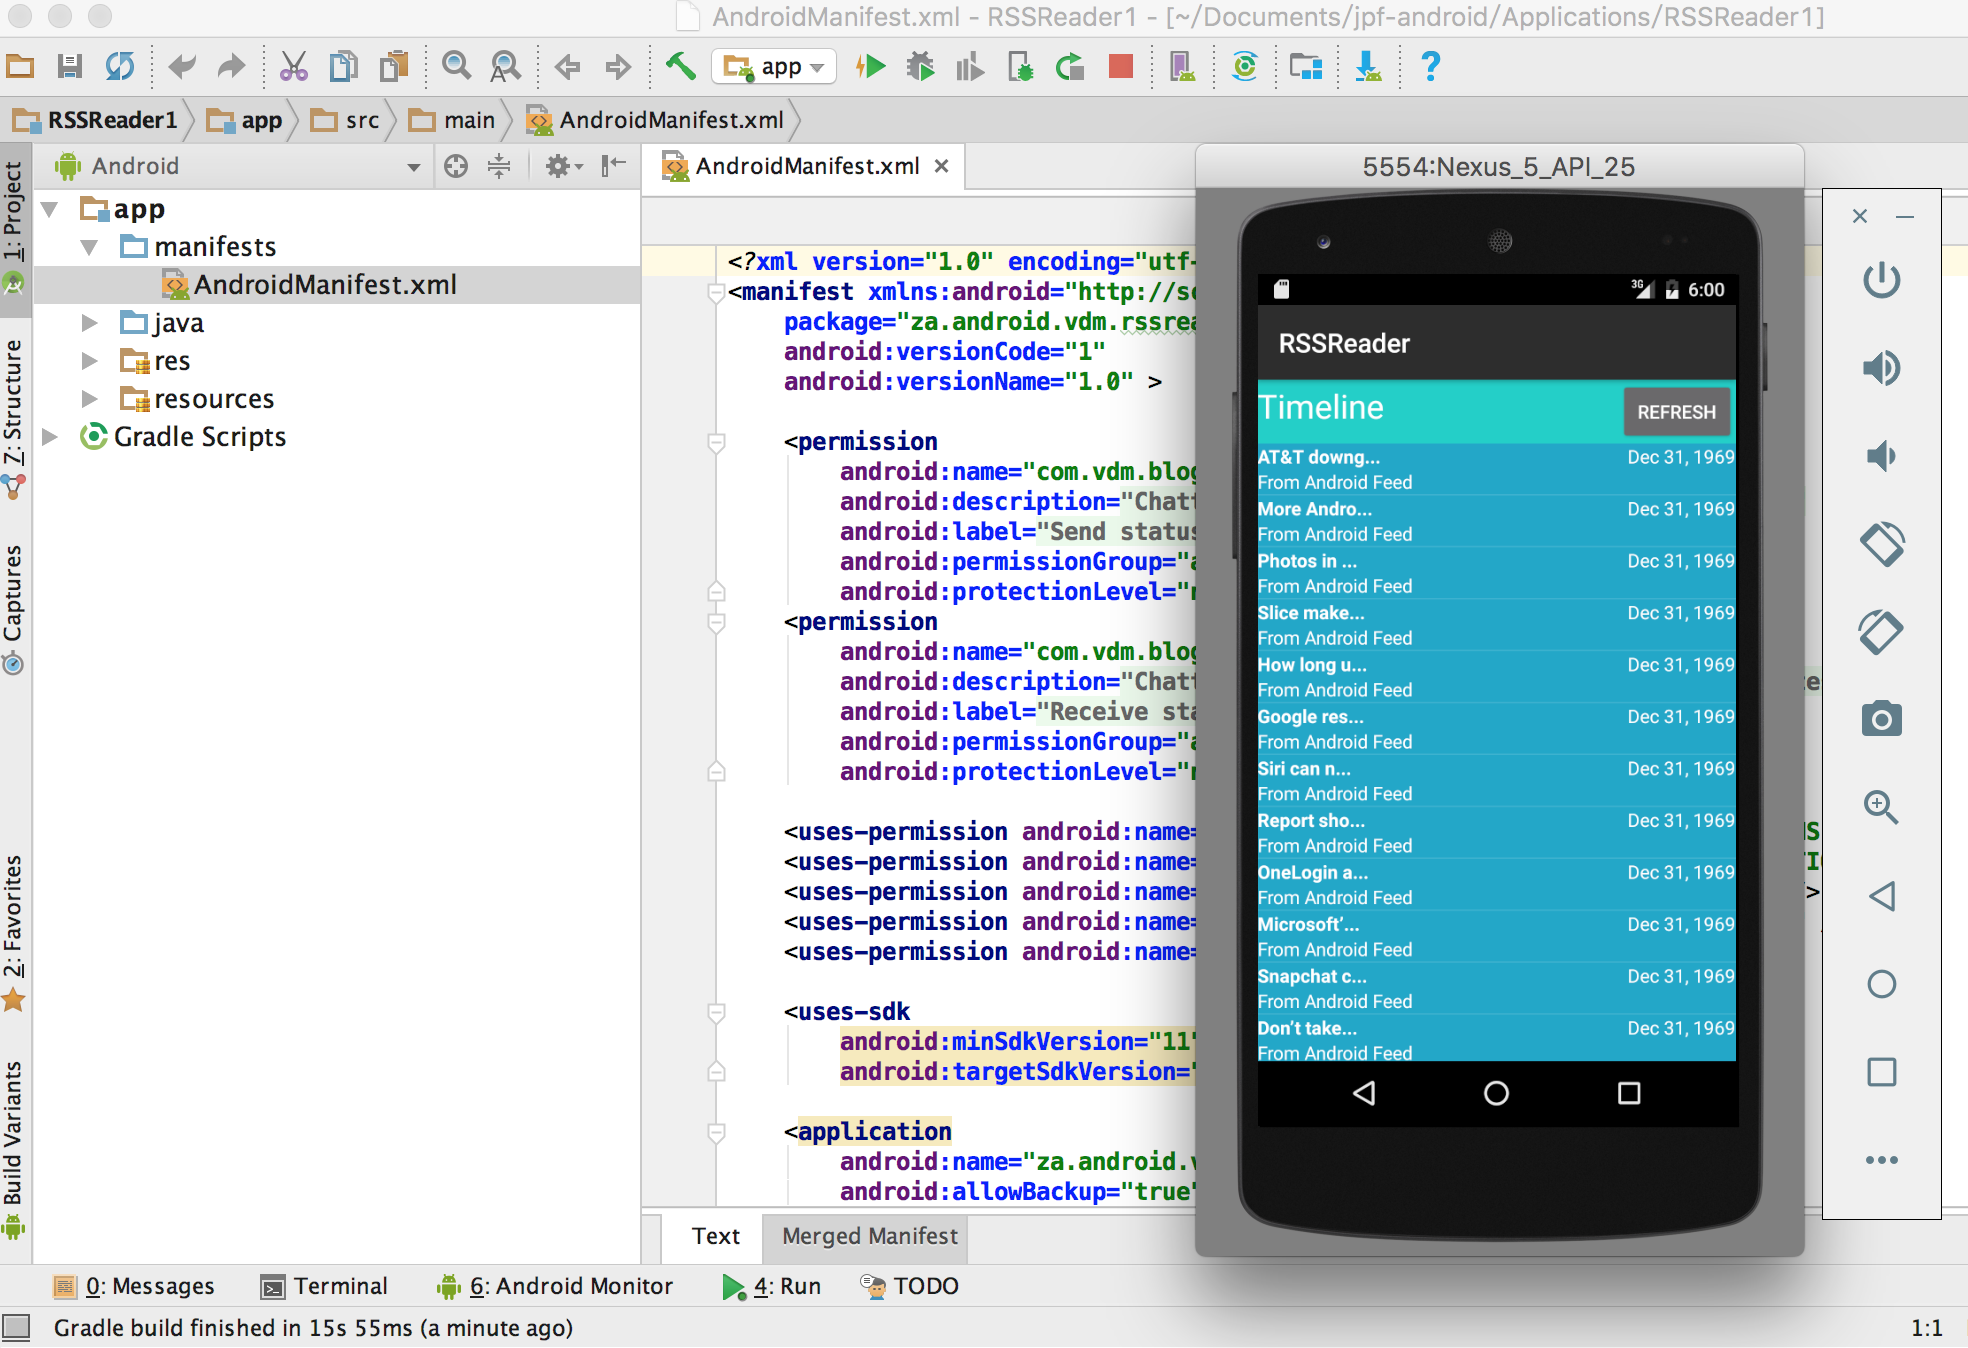 AndroidManifest.xml - RSSReader1 - [~/Documents/jpf-android/Applications/RSSReader1]
app
RSSReader1 app src main AndroidManifest.xml
Android
AndroidManifest.xml
1: Project
Z: Structure
Captures
2: Favorites
Build Variants
app
manifests
AndroidManifest.xml
java
res
resources
Gradle Scripts
<?xml version="1.0" encoding="utf-
<manifest xmlns:android="http://sc
package="za.android.vdm.rssrea
android:versionCode="1"
android:versionName="1.0" >
<permission
android:name="com.vdm.blog
android:description="Chatt
android:label="Send status
android:permissionGroup="a
android:protectionLevel="n
<permission
android:name="com.vdm.blog
android:description="Chatt
android:label="Receive sta
android:permissionGroup="a
android:protectionLevel="n
<uses-permission android:name=
<uses-permission android:name=
<uses-permission android:name=
<uses-permission android:name=
<uses-permission android:name=
<uses-sdk
android:minSdkVersion="11"
android:targetSdkVersion="
<application
android:name="za.android.v
android:allowBackup="true"
Text
Merged Manifest
5554:Nexus_5_API_25
3G 6:00
RSSReader
Timeline
REFRESH
AT&T downg... Dec 31, 1969
From Android Feed
More Andro... Dec 31, 1969
From Android Feed
Photos in ... Dec 31, 1969
From Android Feed
Slice make... Dec 31, 1969
From Android Feed
How long u... Dec 31, 1969
From Android Feed
Google res... Dec 31, 1969
From Android Feed
Siri can n... Dec 31, 1969
From Android Feed
Report sho... Dec 31, 1969
From Android Feed
OneLogin a... Dec 31, 1969
From Android Feed
Microsoft’... Dec 31, 1969
From Android Feed
Snapchat c... Dec 31, 1969
From Android Feed
Don’t take... Dec 31, 1969
From Android Feed
0: Messages
Terminal
6: Android Monitor
4: Run
TODO
Gradle build finished in 15s 55ms (a minute ago)
1:1